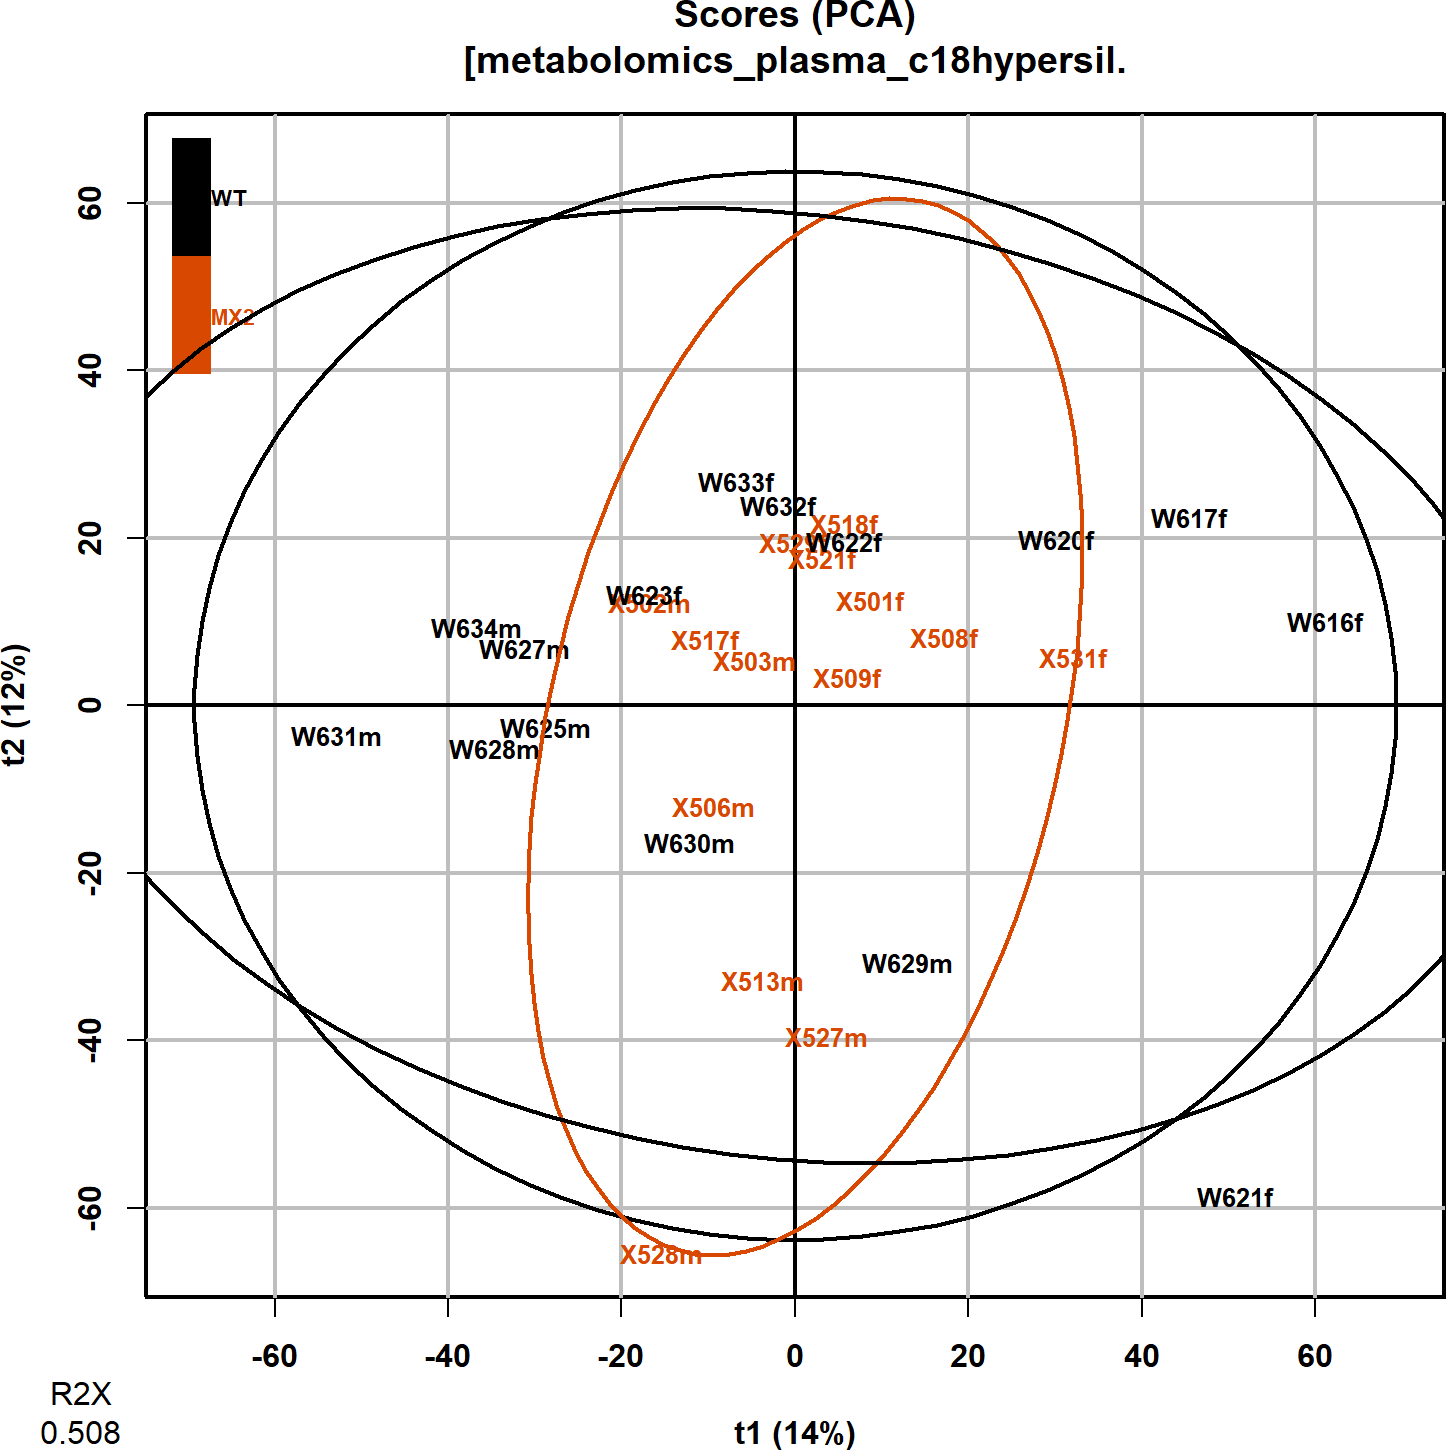 Scores (PCA)
[metabolomics_plasma_c18hypersil.
WT
MX2
60
40
20
0
-20
-40
-60
t2 (12%)
W633f
W632f
X518f
W617f
W622f
W620f
X521f
W623f
X502m
X501f
W616f
W634m
X517f
X508f
W627m
X503m
X531f
X509f
W625m
W631m
W628m
X506m
W630m
W629m
X513m
X527m
W621f
X528m
-60
-40
-20
0
20
40
60
R2X
0.508
t1 (14%)